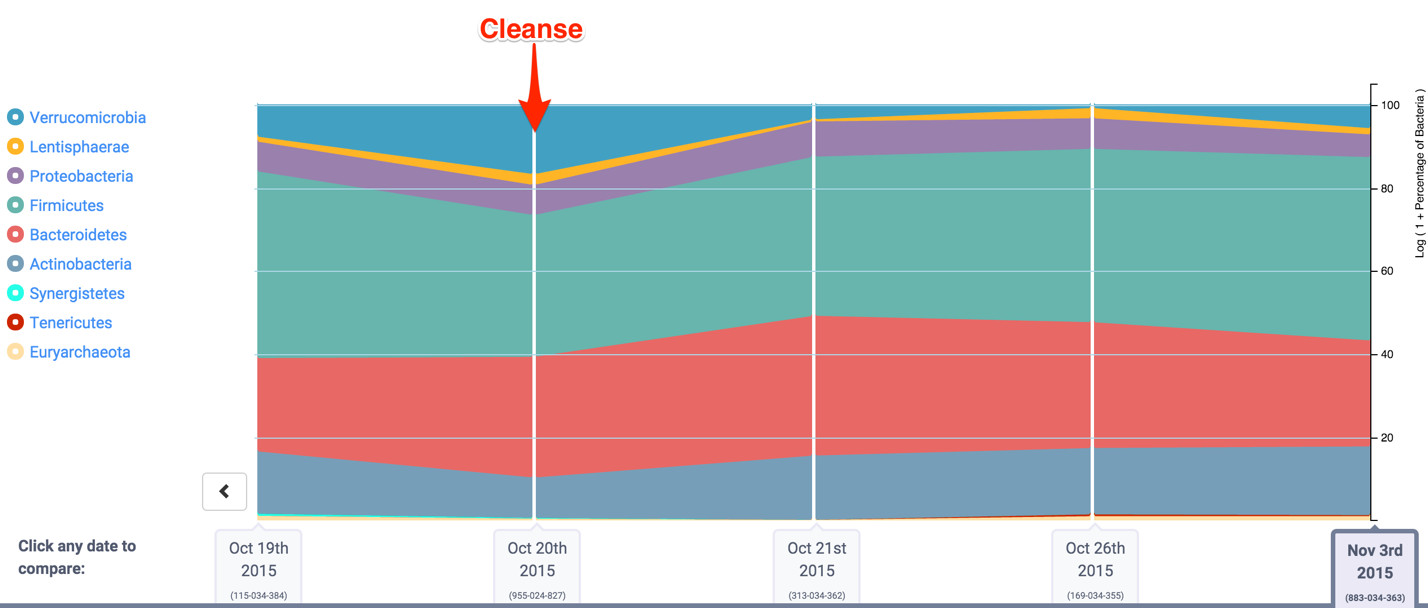 Cleanse
Verrucomicrobia
Lentisphaerae
Proteobacteria
Firmicutes
Bacteroidetes
Actinobacteria
Synergistetes
Tenericutes
Euryarchaeota
100
80
60
40
20
Log ( 1 + Percentage of Bacteria )
Click any date to
compare:
Oct 19th
2015
(115-034-384)
Oct 20th
2015
(955-024-827)
Oct 21st
2015
(313-034-362)
Oct 26th
2015
(169-034-355)
Nov 3rd
2015
(883-034-363)